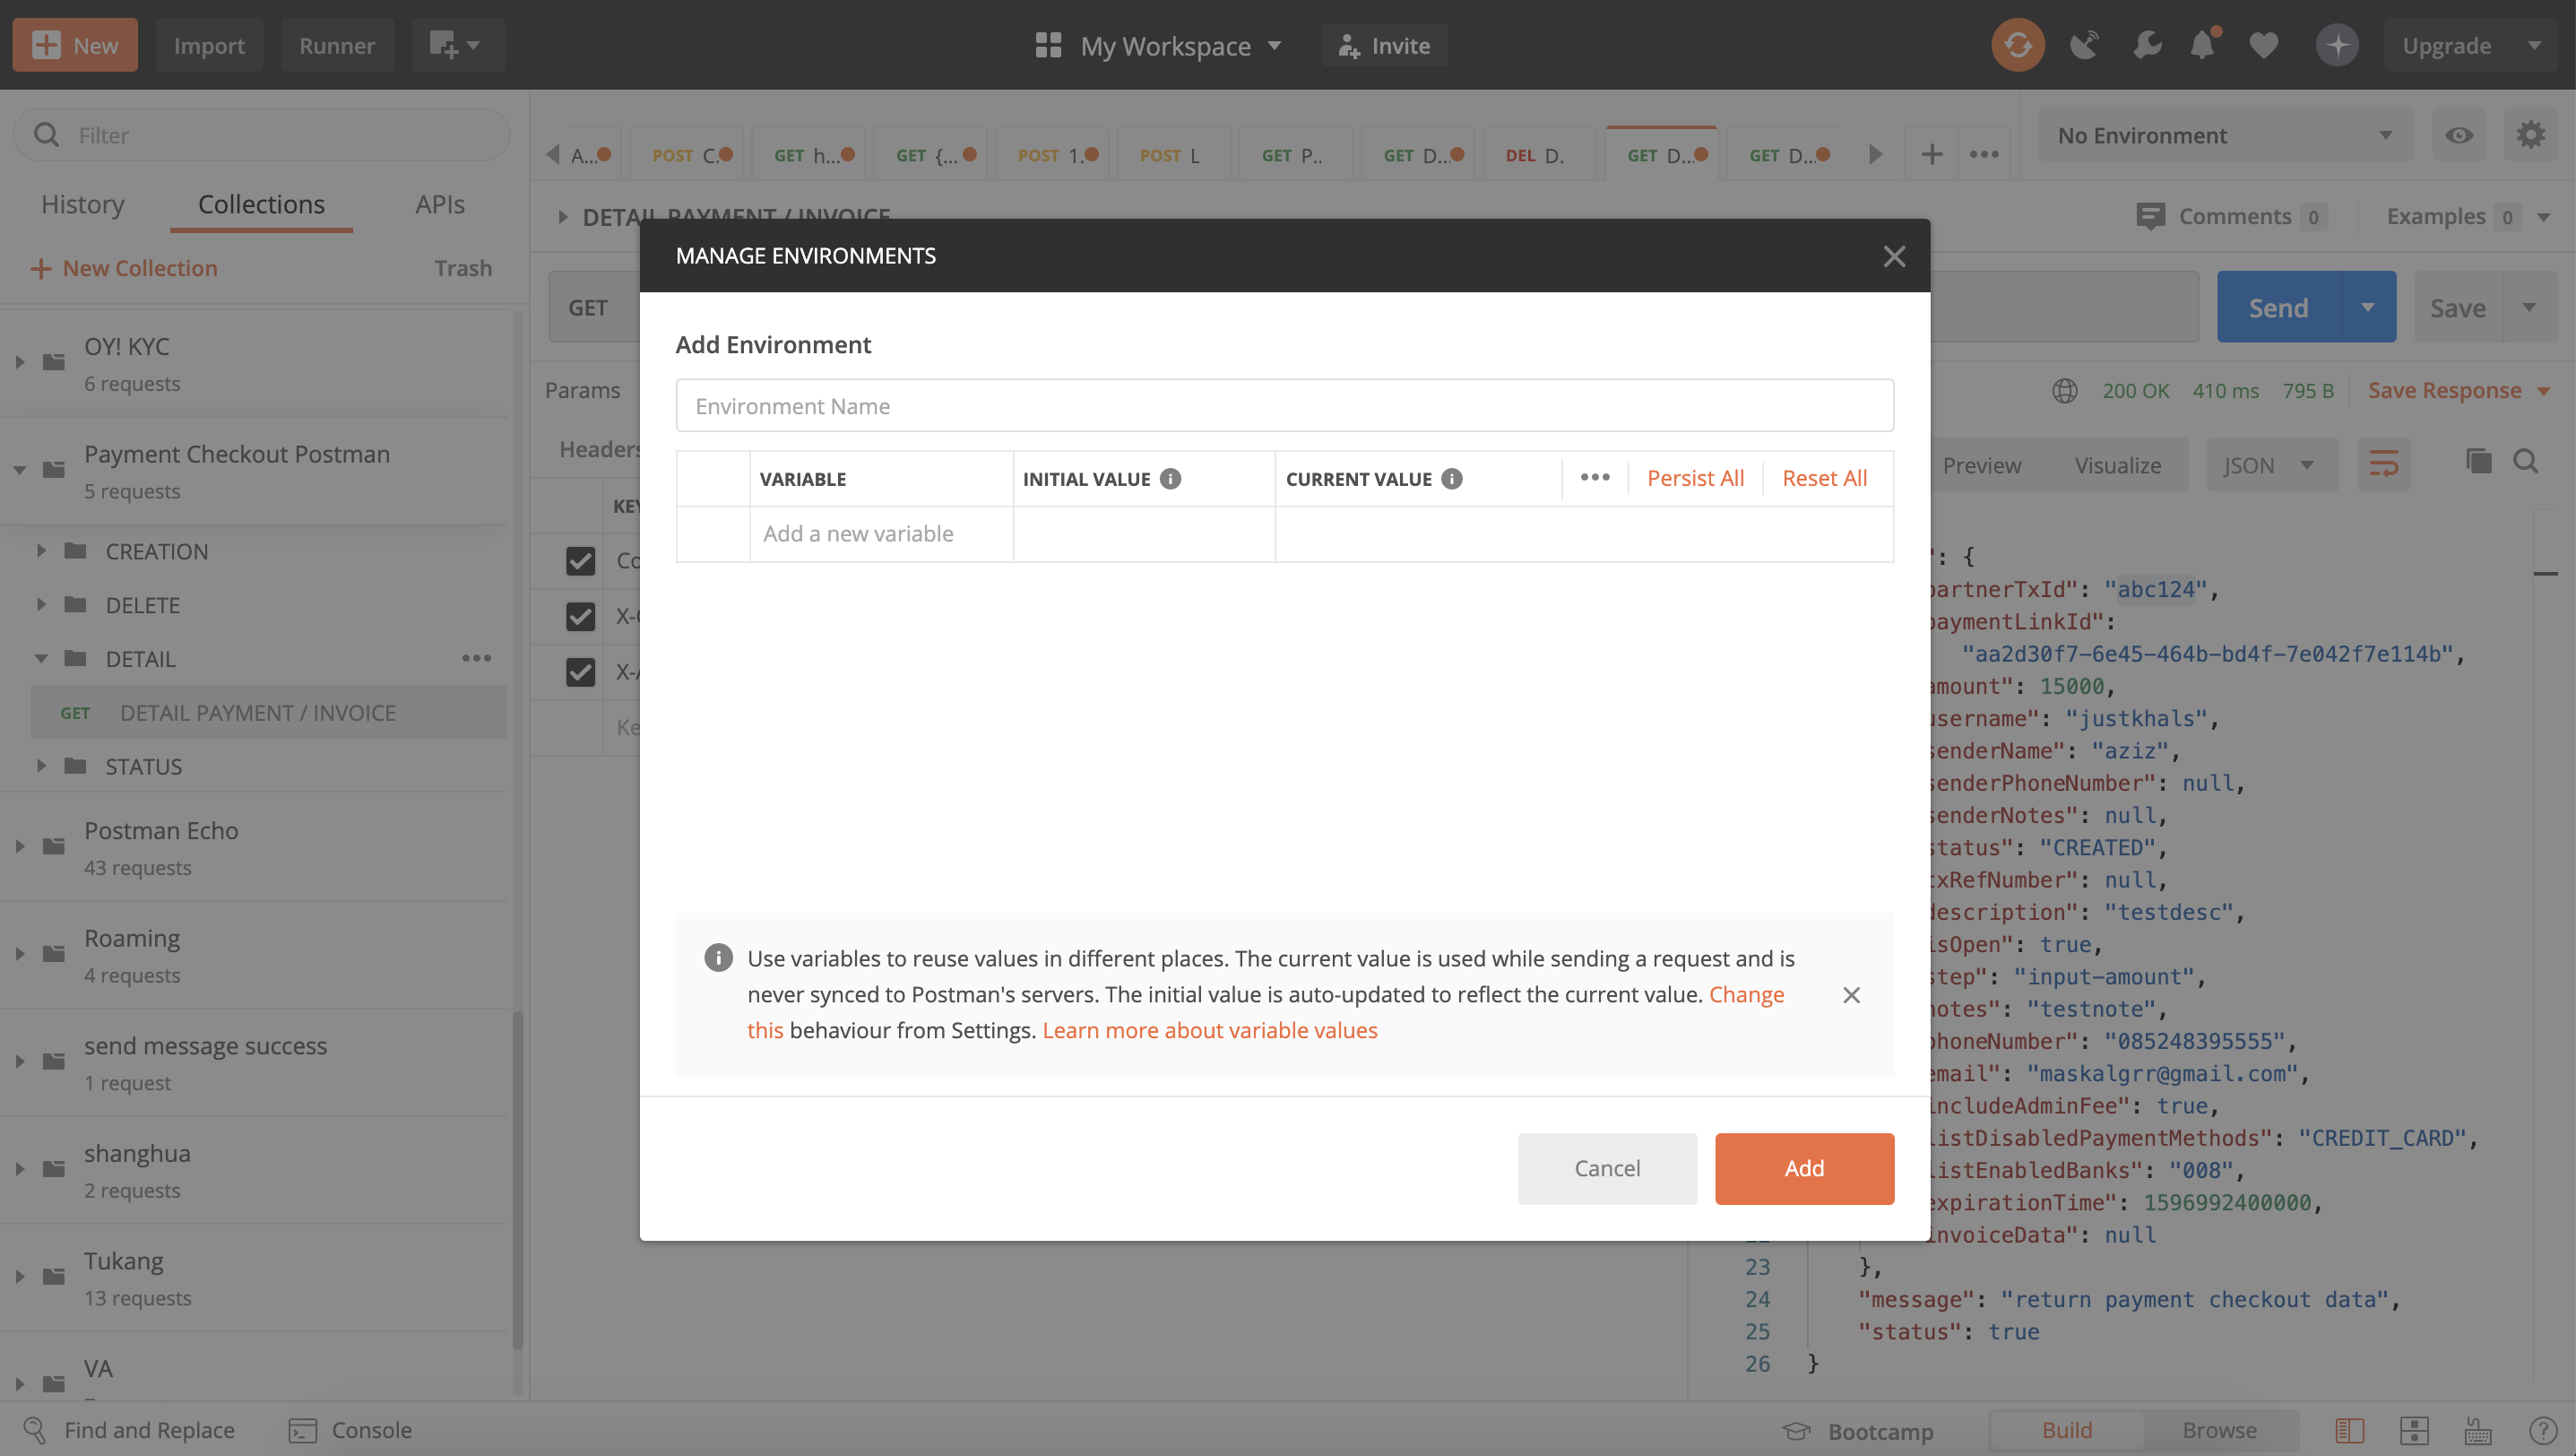 New
Import
Runner
My Workspace
Invite
Upgrade
Filter
History
Collections
APIs
New Collection
Trash
OY! KYC
6 requests
Payment Checkout Postman
5 requests
CREATION
DELETE
DETAIL
GET DETAIL PAYMENT / INVOICE
STATUS
Postman Echo
43 requests
Roaming
4 requests
send message success
1 request
shanghua
2 requests
Tukang
13 requests
VA
A...
POST C.
GET h...
GET {...
POST 1.
POST L
GET P..
GET D...
DEL D.
GET D...
GET D...
No Environment
DETAIL PAYMENT / INVOICE
Comments 0
Examples 0
GET
Send
Save
Params
200 OK 410 ms 795 B Save Response
Headers
Preview
Visualize
JSON
KEY
Co
X-
X-A
Ke
MANAGE ENVIRONMENTS
Add Environment
Environment Name
VARIABLE
INITIAL VALUE
CURRENT VALUE
Persist All
Reset All
Add a new variable
Use variables to reuse values in different places. The current value is used while sending a request and is
never synced to Postman's servers. The initial value is auto-updated to reflect the current value. Change
this behaviour from Settings. Learn more about variable values
Cancel
Add
": {
partnerTxId": "abc124",
paymentLinkId":
"aa2d30f7-6e45-464b-bd4f-7e042f7e114b",
amount": 15000,
username": "justkhals",
senderName": "aziz",
senderPhoneNumber": null,
senderNotes": null,
status": "CREATED",
txRefNumber": null,
description": "testdesc",
isOpen": true,
step": "input-amount",
notes": "testnote",
phoneNumber": "085248395555",
email": "maskalgrr@gmail.com",
includeAdminFee": true,
listDisabledPaymentMethods": "CREDIT_CARD",
listEnabledBanks": "008",
expirationTime": 1596992400000,
invoiceData": null
23 },
24 "message": "return payment checkout data",
25 "status": true
26 }
Find and Replace
Console
Bootcamp
Build
Browse